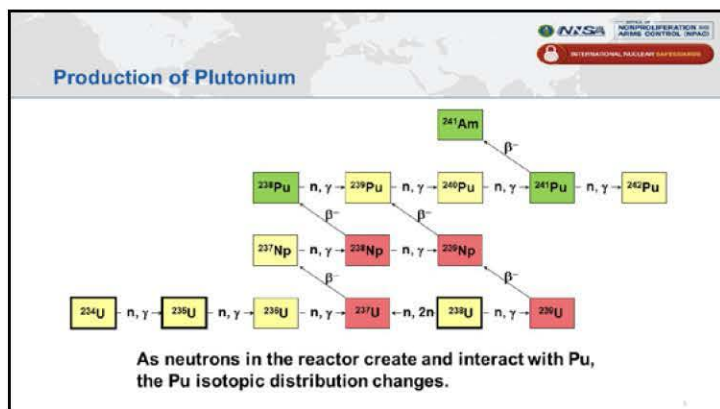 NNSA
OFFICE OF
NONPROLIFERATION AND
ARMS CONTROL (NPAC)
INTERNATIONAL NUCLEAR SAFEGUARDS
Production of Plutonium
²⁴¹Am
β⁻
²³⁸Pu n, γ → ²³⁹Pu n, γ → ²⁴⁰Pu n, γ → ²⁴¹Pu n, γ → ²⁴²Pu
β⁻ β⁻
²³⁷Np n, γ → ²³⁸Np n, γ → ²³⁹Np
β⁻ β⁻
²³⁴U n, γ → ²³⁵U n, γ → ²³⁶U n, γ → ²³⁷U ← n, 2n ²³⁸U n, γ → ²³⁹U
As neutrons in the reactor create and interact with Pu,
the Pu isotopic distribution changes.